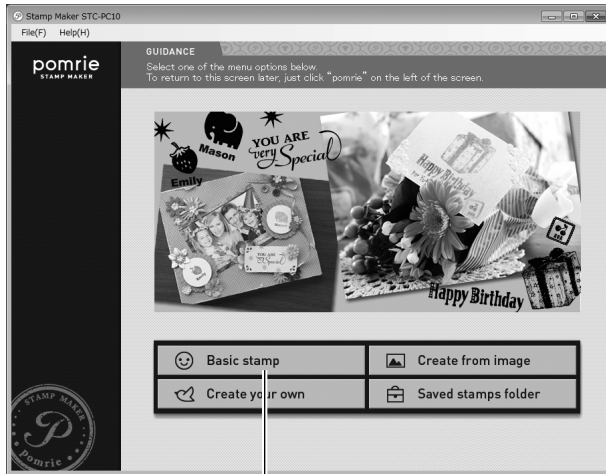 Stamp Maker STC-PC10
File(F) Help(H)
pomrie
STAMP MAKER
GUIDANCE
Select one of the menu options below.
To return to this screen later, just click "pomrie" on the left of the screen.
Mason
Emily
YOU ARE
very Special
YOU ARE
very Special
Happy Birthday
Happy Birthday
Basic stamp
Create from image
Create your own
Saved stamps folder
STAMP MAKER
P
pomrie